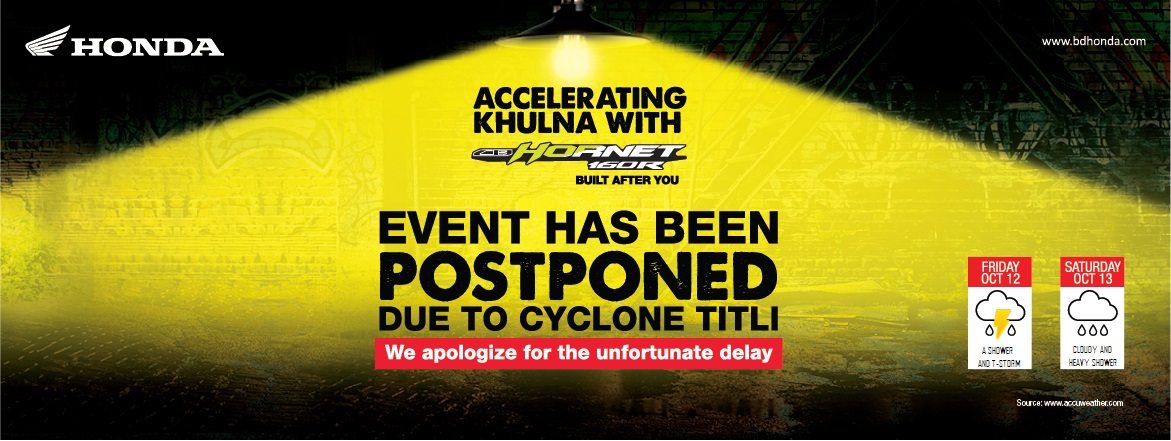 HONDA
www.bdhonda.com
ACCELERATING
KHULNA WITH
CB HORNET
160R
BUILT AFTER YOU
EVENT HAS BEEN
POSTPONED
DUE TO CYCLONE TITLI
We apologize for the unfortunate delay
FRIDAY
OCT 12
A SHOWER
AND T-STORM
SATURDAY
OCT 13
CLOUDY AND
HEAVY SHOWER
Source: www.accuweather.com